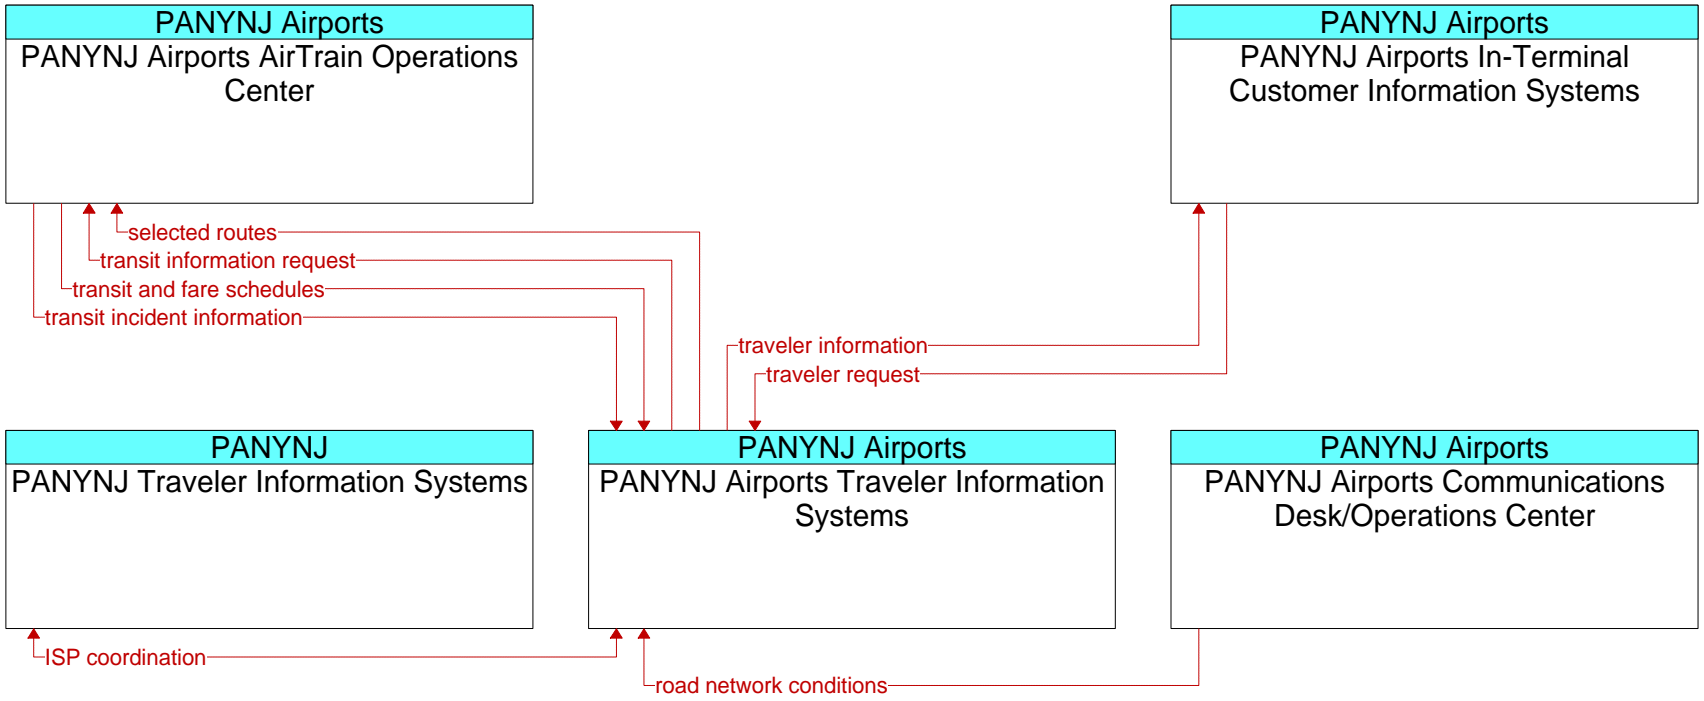 PANYNJ Airports
PANYNJ Airports AirTrain Operations
Center
PANYNJ Airports
PANYNJ Airports In-Terminal
Customer Information Systems
selected routes
transit information request
transit and fare schedules
transit incident information
traveler information
traveler request
PANYNJ
PANYNJ Traveler Information Systems
PANYNJ Airports
PANYNJ Airports Traveler Information
Systems
PANYNJ Airports
PANYNJ Airports Communications
Desk/Operations Center
ISP coordination
road network conditions